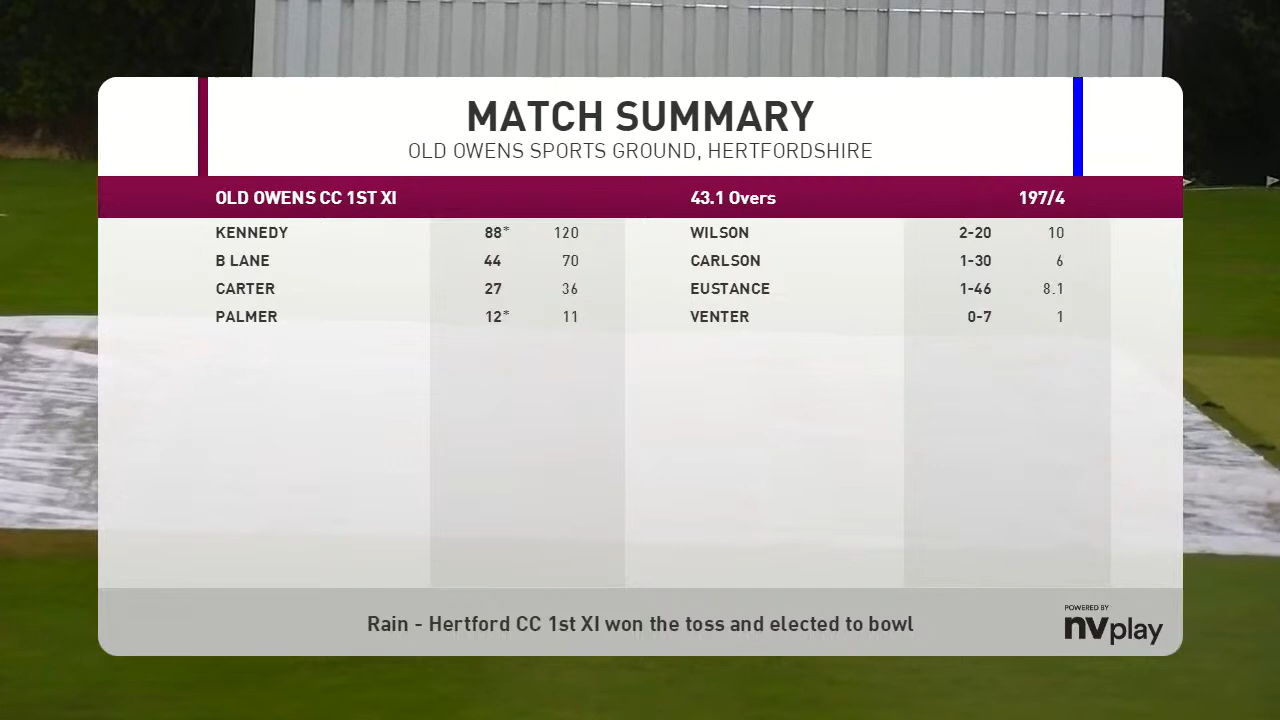 MATCH SUMMARY
OLD OWENS SPORTS GROUND, HERTFORDSHIRE
OLD OWENS CC 1ST XI 43.1 Overs 197/4
KENNEDY 88* 120 WILSON 2-20 10
B LANE 44 70 CARLSON 1-30 6
CARTER 27 36 EUSTANCE 1-46 8.1
PALMER 12* 11 VENTER 0-7 1
Rain - Hertford CC 1st XI won the toss and elected to bowl
POWERED BY
nvplay